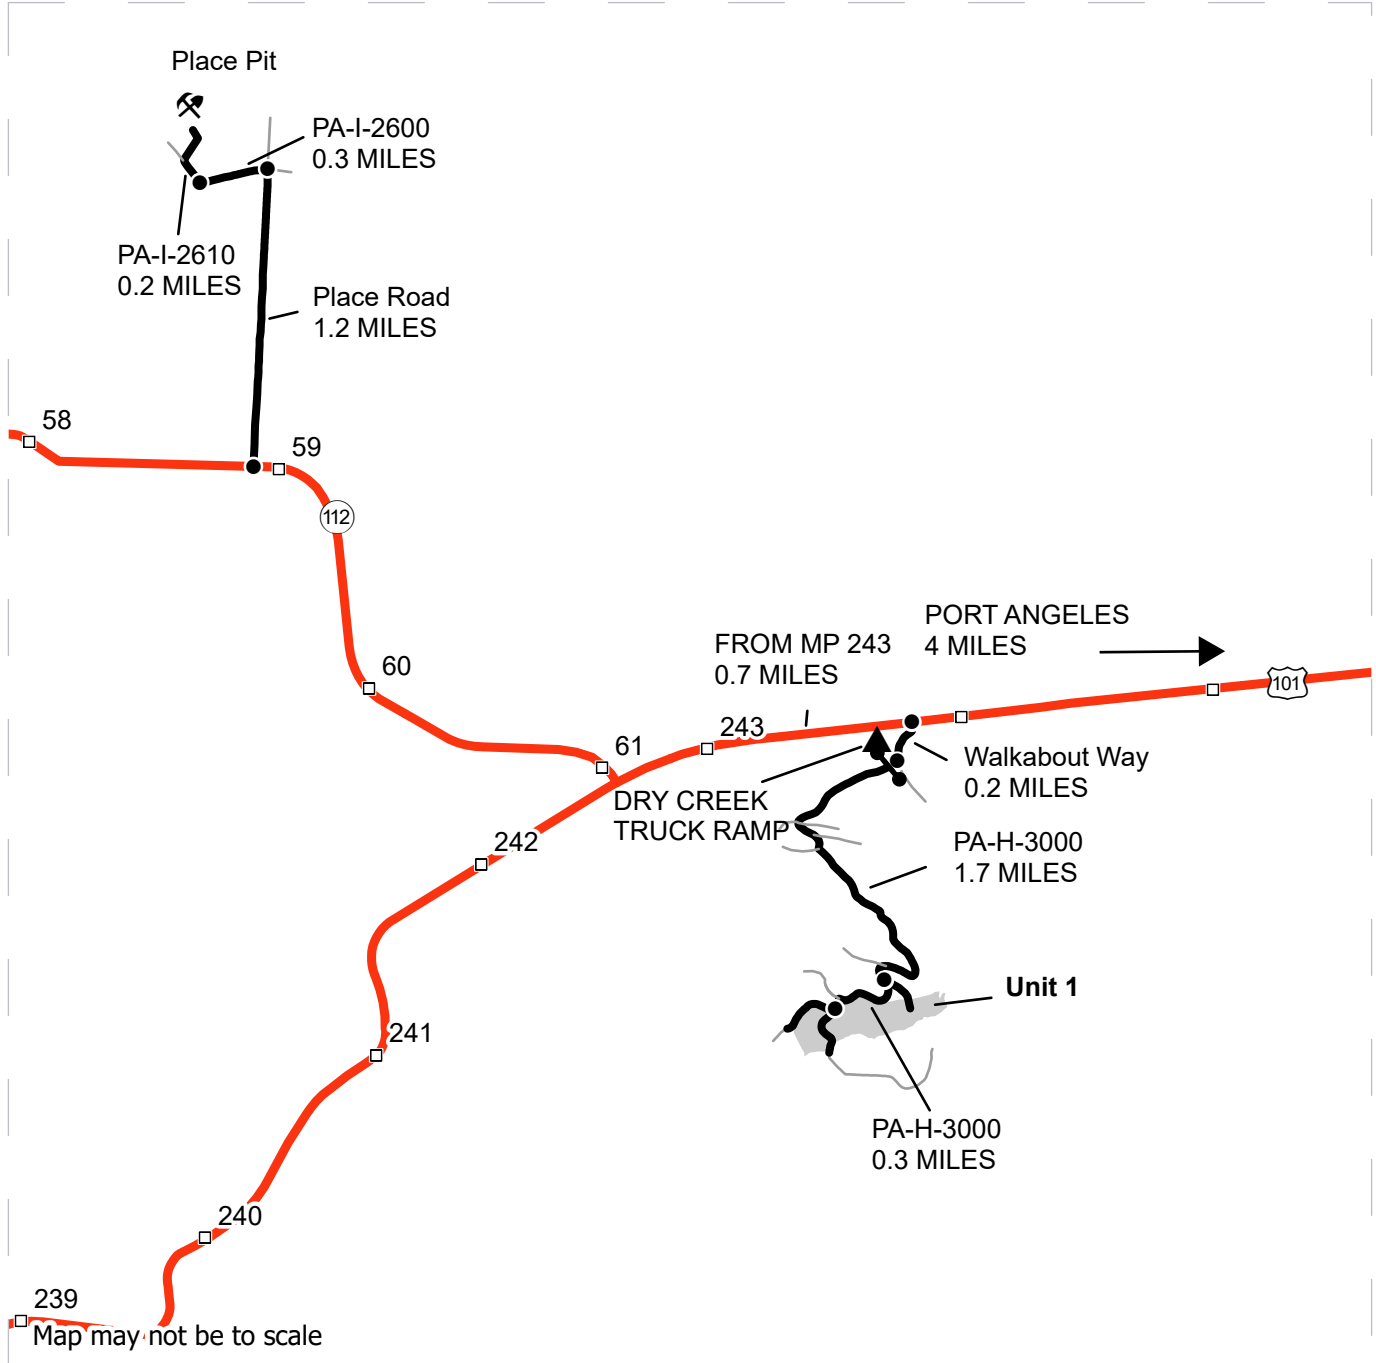 Place Pit
PA-I-2600
0.3 MILES
PA-I-2610
0.2 MILES
Place Road
1.2 MILES
58
59
112
60
61
FROM MP 243
0.7 MILES
PORT ANGELES
4 MILES
101
243
Walkabout Way
0.2 MILES
DRY CREEK
TRUCK RAMP
242
PA-H-3000
1.7 MILES
Unit 1
241
PA-H-3000
0.3 MILES
240
239
Map may not be to scale